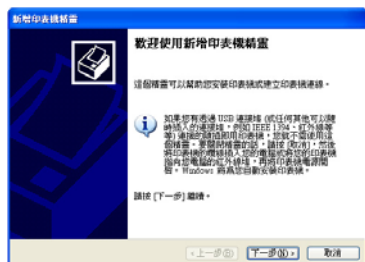 新增印表機精靈
歡迎使用新增印表機精靈
這個精靈可以幫助您安裝印表機或建立印表機連線。
如果您有透過 USB 連接埠 (或任何其他可以隨
時插入的連接埠，例如 IEEE 1394、紅外線等
等) 連接的隨插即用印表機，您就不需使用這
個精靈。要關閉精靈的話，請按 [取消]，然後
將印表機的纜線插入您的電腦或將您的印表機
指向您電腦的紅外線埠，再將印表機電源開
啓。Windows 將為您自動安裝印表機。
請按 [下一步] 繼續。
<上一步(B) 下一步(N)> 取消